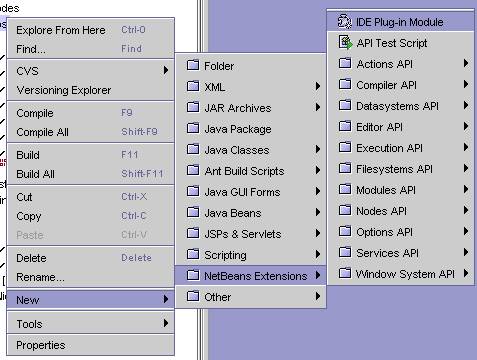 odes
Explore From Here Ctrl-O
Find...  Ctrl-F
CVS
Versioning Explorer
Compile F9
Compile All Shift-F9
Build F11
Build All Shift-F11
Cut Ctrl-X
Copy Ctrl-C
Paste Ctrl-V
Delete Delete
Rename...
New
Tools
Properties
Folder
XML
JAR Archives
Java Package
Java Classes
Ant Build Scripts
Java GUI Forms
Java Beans
JSPs & Servlets
Scripting
NetBeans Extensions
Other
IDE Plug-in Module
API Test Script
Actions API
Compiler API
Datasystems API
Editor API
Execution API
Filesystems API
Modules API
Nodes API
Options API
Services API
Window System API